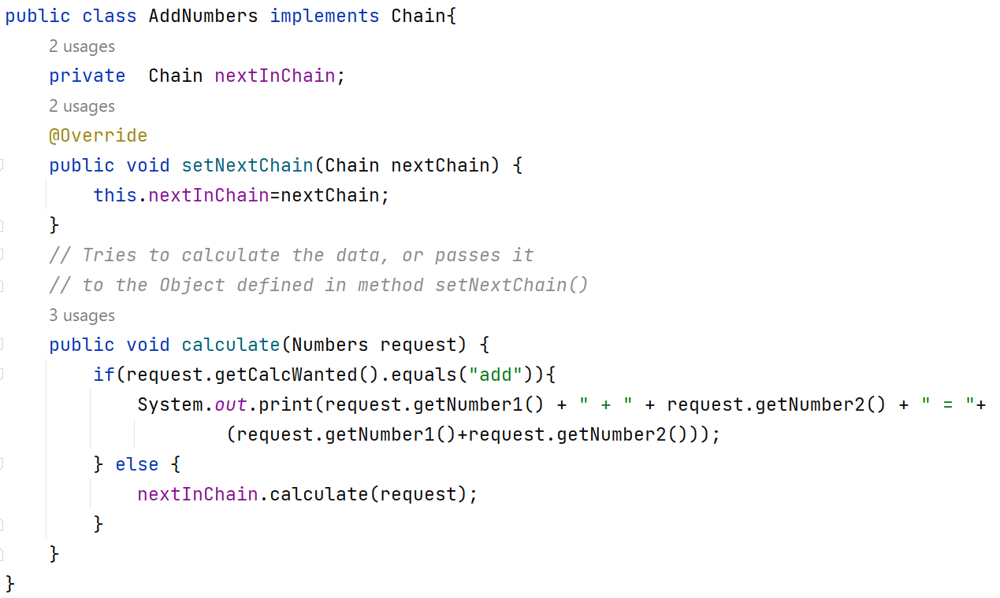 public class AddNumbers implements Chain{
2 usages
private  Chain nextInChain;
2 usages
@Override
public void setNextChain(Chain nextChain) {
this.nextInChain=nextChain;
}
// Tries to calculate the data, or passes it
// to the Object defined in method setNextChain()
3 usages
public void calculate(Numbers request) {
if(request.getCalcWanted().equals("add")){
System.out.print(request.getNumber1() + " + " + request.getNumber2() + " = "+
(request.getNumber1()+request.getNumber2()));
} else {
nextInChain.calculate(request);
}
}
}